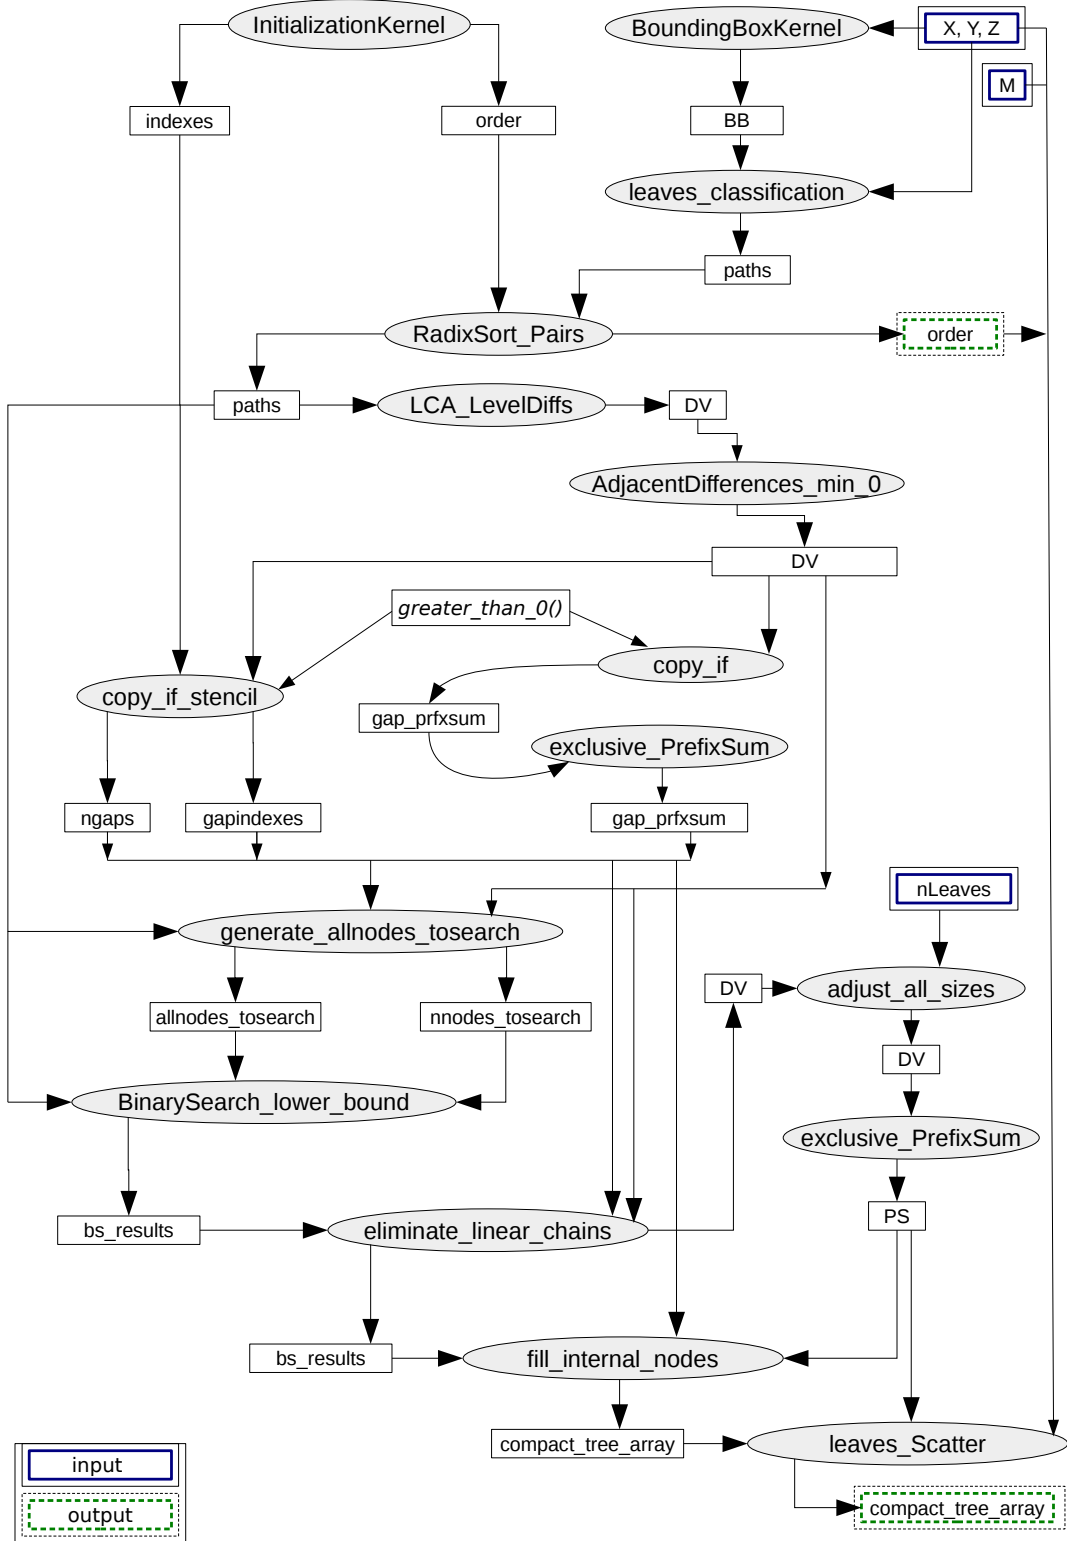 InitializationKernel
BoundingBoxKernel
X, Y, Z
M
indexes
order
BB
leaves_classification
paths
RadixSort_Pairs
order
paths
LCA_LevelDiffs
DV
AdjacentDifferences_min_0
DV
greater_than_0()
copy_if
copy_if_stencil
gap_prfxsum
exclusive_PrefixSum
ngaps
gapindexes
gap_prfxsum
nLeaves
generate_allnodes_tosearch
DV
adjust_all_sizes
allnodes_tosearch
nnodes_tosearch
DV
BinarySearch_lower_bound
exclusive_PrefixSum
PS
bs_results
eliminate_linear_chains
bs_results
fill_internal_nodes
compact_tree_array
leaves_Scatter
input
compact_tree_array
output